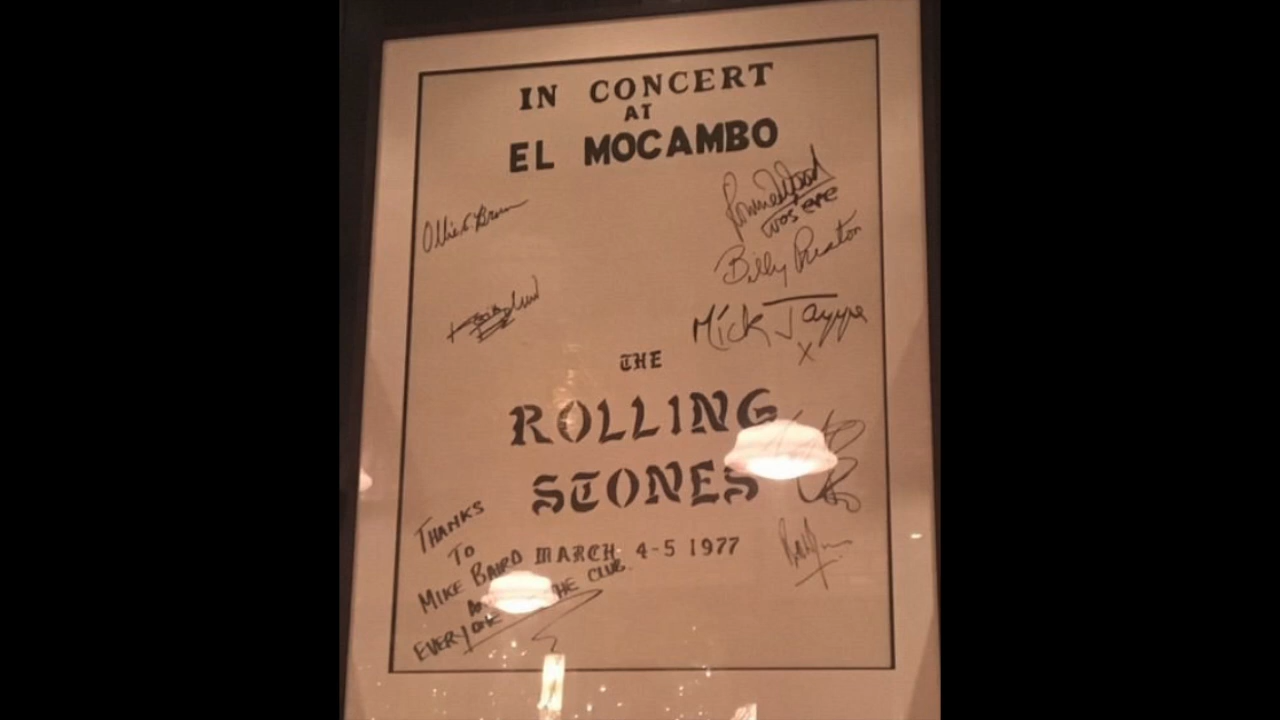 IN CONCERT
AT
EL MOCAMBO
Ollie E. Brown
Ronnie Wood
was ere
Billy Preston
Mick Jagger
X
THE
ROLLING
STONES
MARCH 4-5 1977
THANKS
TO
MIKE BAIRD
EVERYONE THE CLUB.